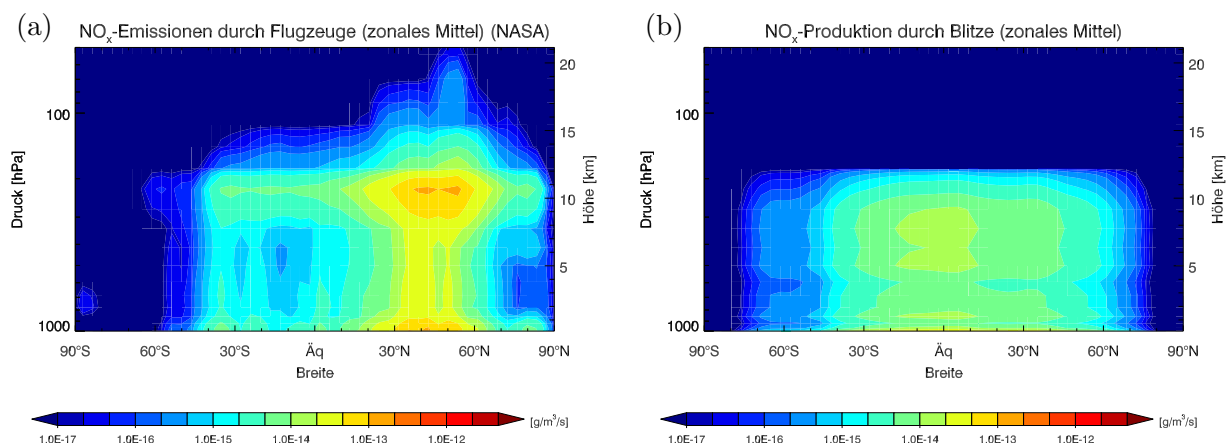 (a)
NOx-Emissionen durch Flugzeuge (zonales Mittel) (NASA)
Druck [hPa]
100
1000
20
15
10
5
Höhe [km]
90°S 60°S 30°S Äq 30°N 60°N 90°N
Breite
1.0E-17 1.0E-16 1.0E-15 1.0E-14 1.0E-13 1.0E-12 [g/m³/s]
(b)
NOx-Produktion durch Blitze (zonales Mittel)
Druck [hPa]
100
1000
20
15
10
5
Höhe [km]
90°S 60°S 30°S Äq 30°N 60°N 90°N
Breite
1.0E-17 1.0E-16 1.0E-15 1.0E-14 1.0E-13 1.0E-12 [g/m³/s]